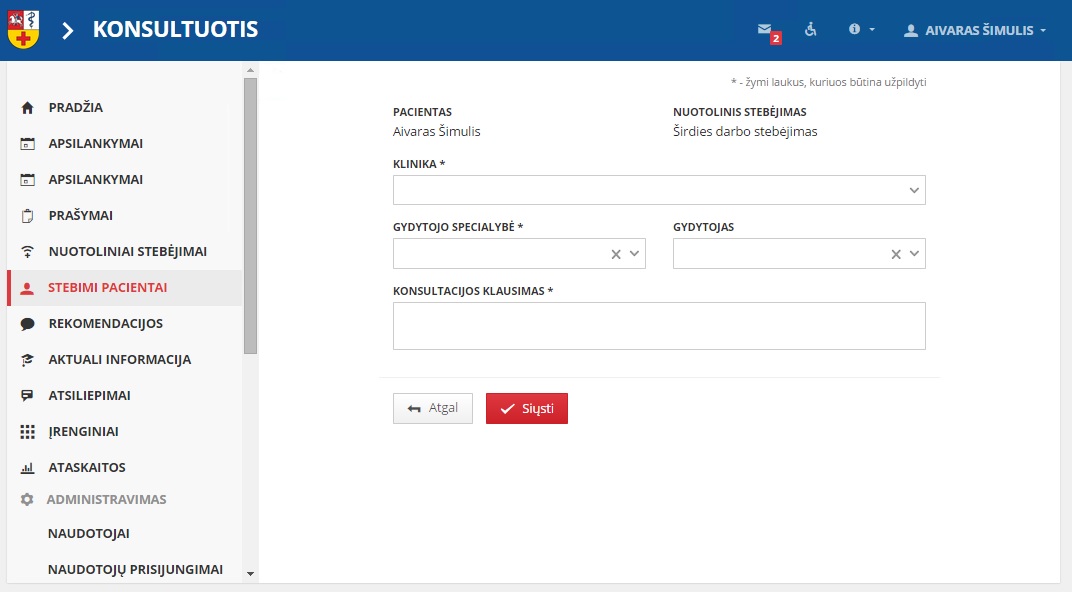 KONSULTUOTIS
2
AIVARAS ŠIMULIS
* - žymi laukus, kuriuos būtina užpildyti
PRADŽIA
APSILANKYMAI
APSILANKYMAI
PRAŠYMAI
NUOTOLINIAI STEBĖJIMAI
STEBIMI PACIENTAI
REKOMENDACIJOS
AKTUALI INFORMACIJA
ATSILIEPIMAI
ĮRENGINIAI
ATASKAITOS
ADMINISTRAVIMAS
NAUDOTOJAI
NAUDOTOJŲ PRISIJUNGIMAI
PACIENTAS
Aivaras Šimulis
NUOTOLINIS STEBĖJIMAS
Širdies darbo stebėjimas
KLINIKA *
GYDYTOJO SPECIALYBĖ *
GYDYTOJAS
KONSULTACIJOS KLAUSIMAS *
Atgal
Siųsti